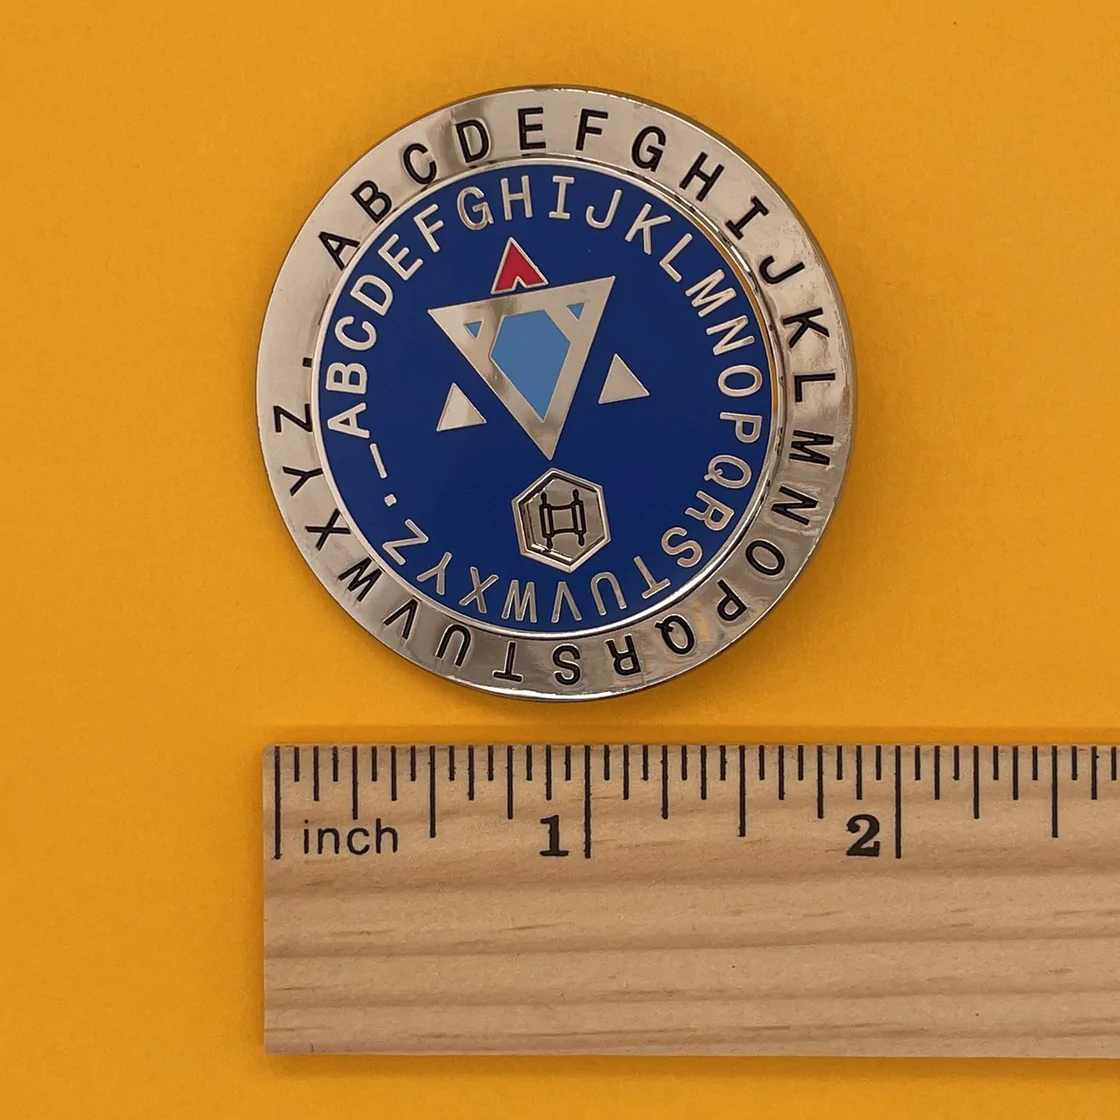 ABCDEFGHIJKLMNOPQRSTUVWXYZ.
ABCDEFGHIJKLMNOPQRSTUVWXYZ._
inch 1 2